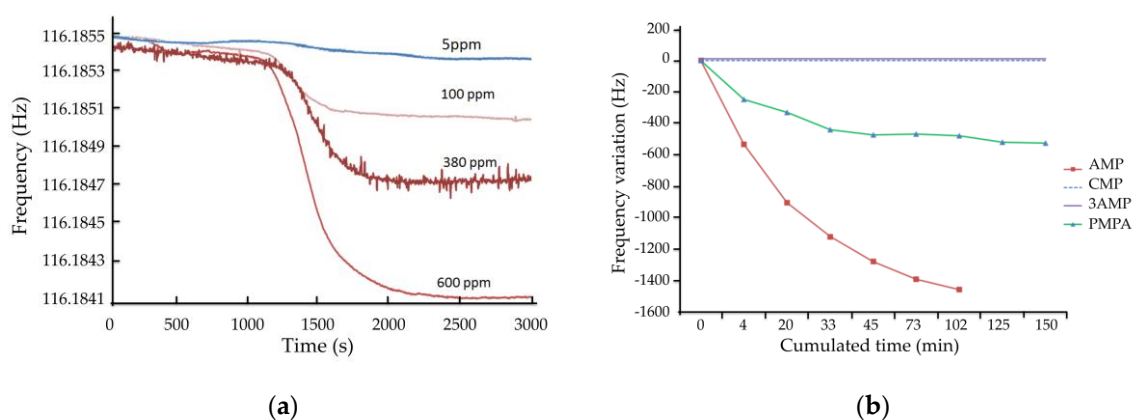 116.1855
116.1853
116.1851
116.1849
116.1847
116.1845
116.1843
116.1841
Frequency (Hz)
5ppm
100 ppm
380 ppm
600 ppm
0 500 1000 1500 2000 2500 3000
Time (s)
(a)
200
0
-200
-400
-600
-800
-1000
-1200
-1400
-1600
Frequency variation (Hz)
0 4 20 33 45 73 102 125 150
Cumulated time (min)
AMP
CMP
3AMP
PMPA
(b)